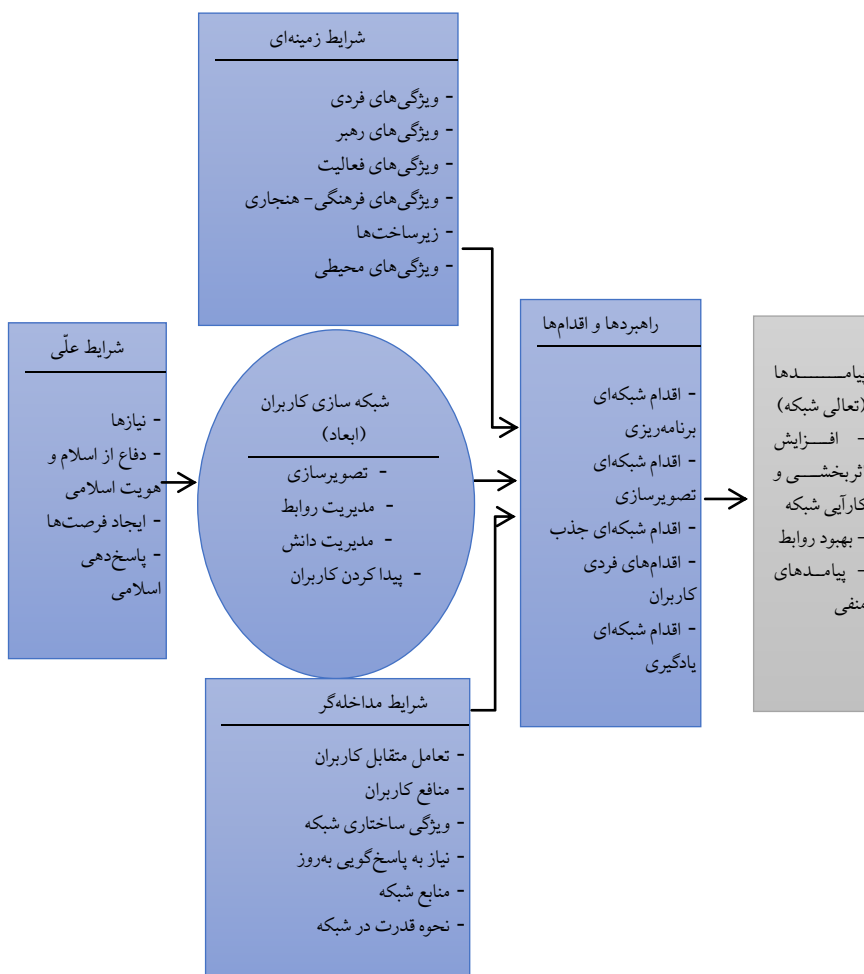 شرایط زمینه‌ای
- ویژگی‌های فردی
- ویژگی‌های رهبر
- ویژگی‌های فعالیت
- ویژگی‌های فرهنگی- هنجاری
- زیرساخت‌ها
- ویژگی‌های محیطی
شرایط علّی
- نیازها
- دفاع از اسلام و
هویت اسلامی
- ایجاد فرصت‌ها
- پاسخ‌دهی
اسلامی
شبکه سازی کاربران
(ابعاد)
- تصویرسازی
- مدیریت روابط
- مدیریت دانش
- پیدا کردن کاربران
شرایط مداخله‌گر
- تعامل متقابل کاربران
- منافع کاربران
- ویژگی ساختاری شبکه
- نیاز به پاسخ‌گویی به‌روز
- منابع شبکه
- نحوه قدرت در شبکه
راهبردها و اقدام‌ها
- اقدام شبکه‌ای
برنامه‌ریزی
- اقدام شبکه‌ای
تصویرسازی
- اقدام شبکه‌ای جذب
- اقدام‌های فردی
کاربران
- اقدام شبکه‌ای
یادگیری
پیامـــــــدها
(تعالی شبکه)
- افـــزایش
ثربخشـــی و
کارآیی شبکه
- بهبود روابط
- پیامــدهای
منفی